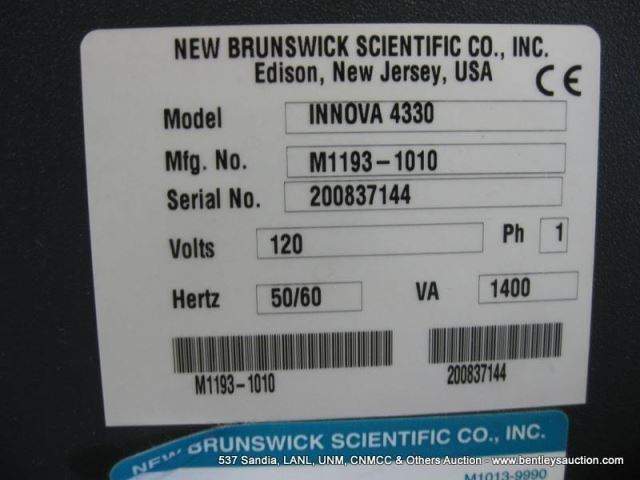 NEW BRUNSWICK SCIENTIFIC CO., INC.
Edison, New Jersey, USA CE
Model INNOVA 4330
Mfg. No. M1193-1010
Serial No. 200837144
Volts 120 Ph 1
Hertz 50/60 VA 1400
M1193-1010 200837144
NEW BRUNSWICK SCIENTIFIC CO., INC.
M1013-9990
537 Sandia, LANL, UNM, CNMCC & Others Auction - www.bentleysauction.com